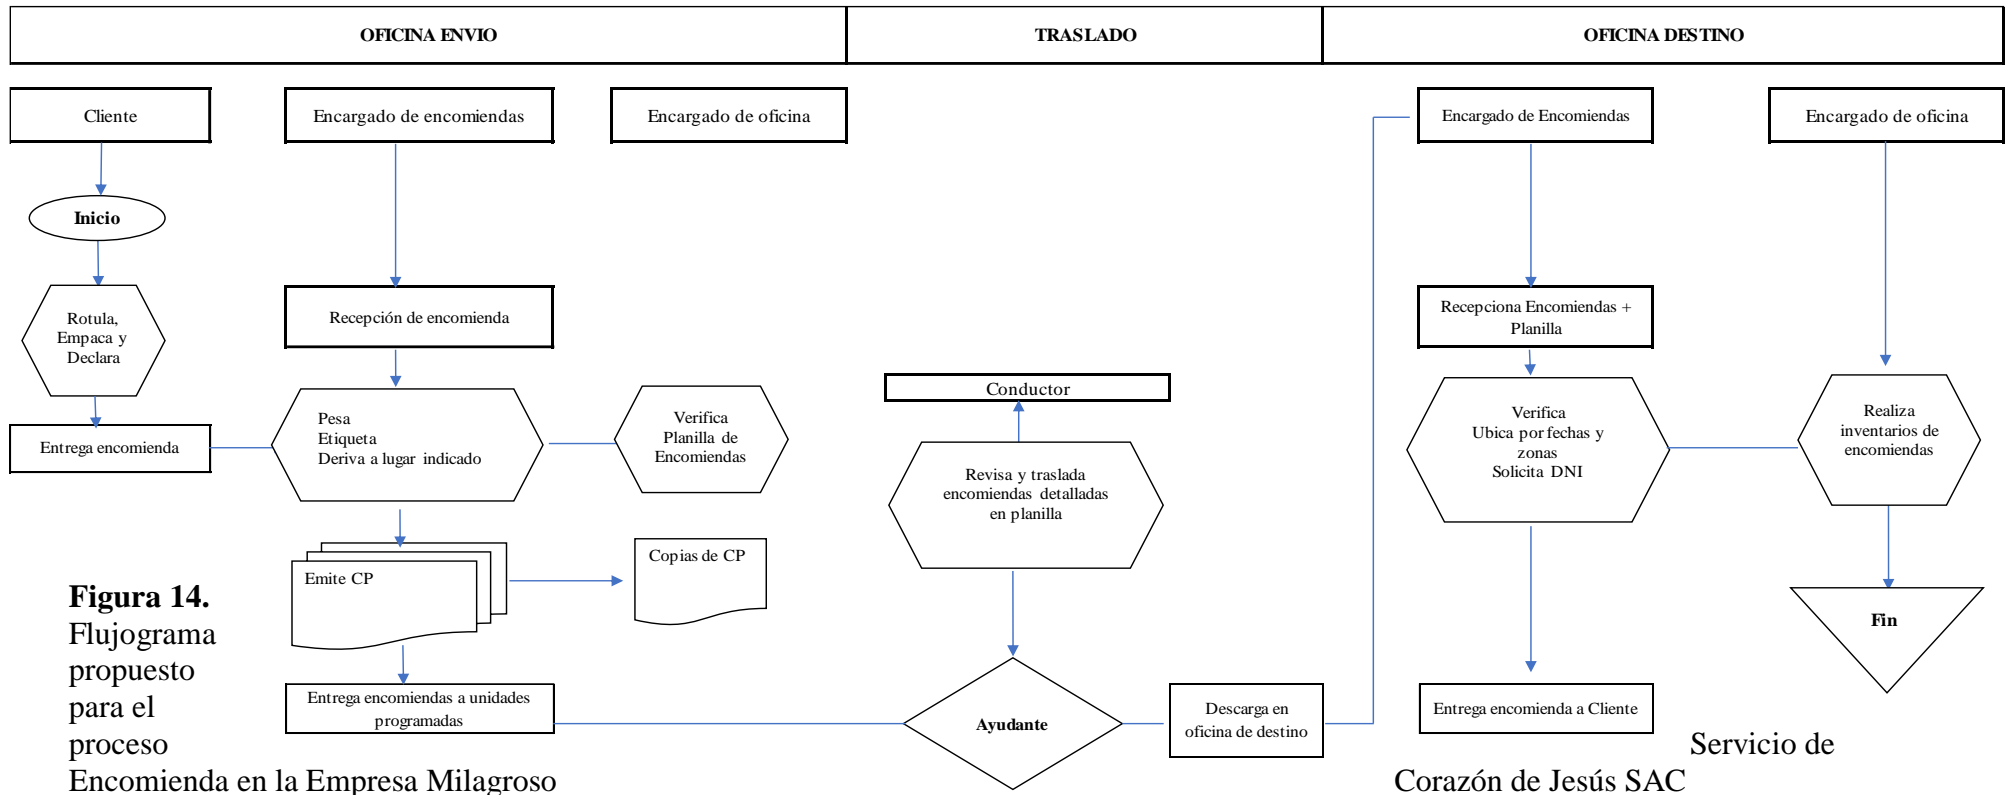 OFICINA ENVIO
TRASLADO
OFICINA DESTINO
Cliente
Encargado de encomiendas
Encargado de oficina
Encargado de Encomiendas
Encargado de oficina
Inicio
Rotula,
Empaca y
Declara
Entrega encomienda
Recepción de encomienda
Pesa
Etiqueta
Deriva a lugar indicado
Verifica
Planilla de
Encomiendas
Emite CP
Copias de CP
Entrega encomiendas a unidades
programadas
Conductor
Revisa y traslada
encomiendas detalladas
en planilla
Ayudante
Descarga en
oficina de destino
Recepciona Encomiendas +
Planilla
Verifica
Ubica por fechas y
zonas
Solicita DNI
Entrega encomienda a Cliente
Realiza
inventarios de
encomiendas
Fin
Figura 14.
Flujograma
propuesto
para el
proceso
Servicio de
Encomienda en la Empresa Milagroso
Corazón de Jesús SAC